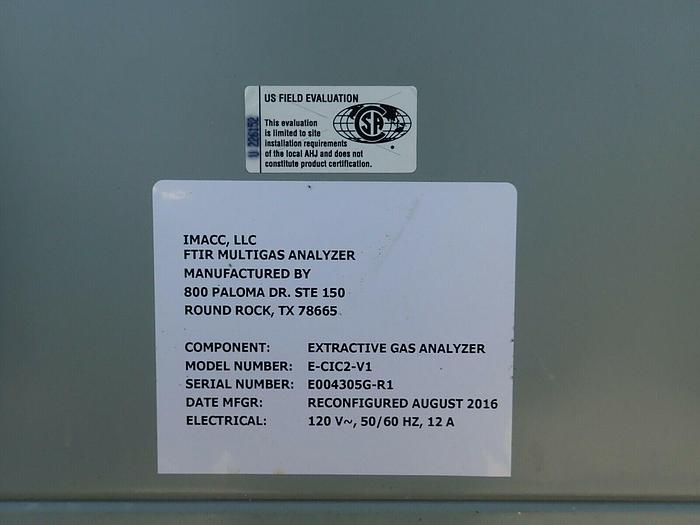 US FIELD EVALUATION
This evaluation
is limited to site
installation requirements
of the local AHJ and does not
constitute product certification.
U 226152
CSA
IMACC, LLC
FTIR MULTIGAS ANALYZER
MANUFACTURED BY
800 PALOMA DR. STE 150
ROUND ROCK, TX 78665
COMPONENT: EXTRACTIVE GAS ANALYZER
MODEL NUMBER: E-CIC2-V1
SERIAL NUMBER: E004305G-R1
DATE MFGR: RECONFIGURED AUGUST 2016
ELECTRICAL: 120 V~, 50/60 HZ, 12 A